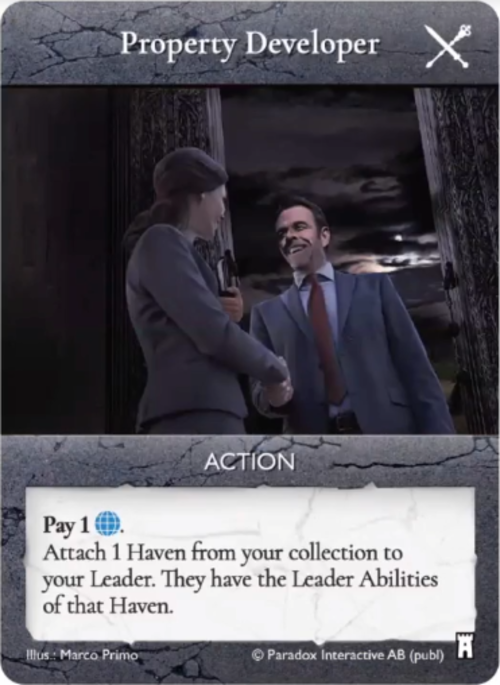 Property Developer
ACTION
Pay 1 .
Attach 1 Haven from your collection to
your Leader. They have the Leader Abilities
of that Haven.
Illus.: Marco Primo © Paradox Interactive AB (publ)